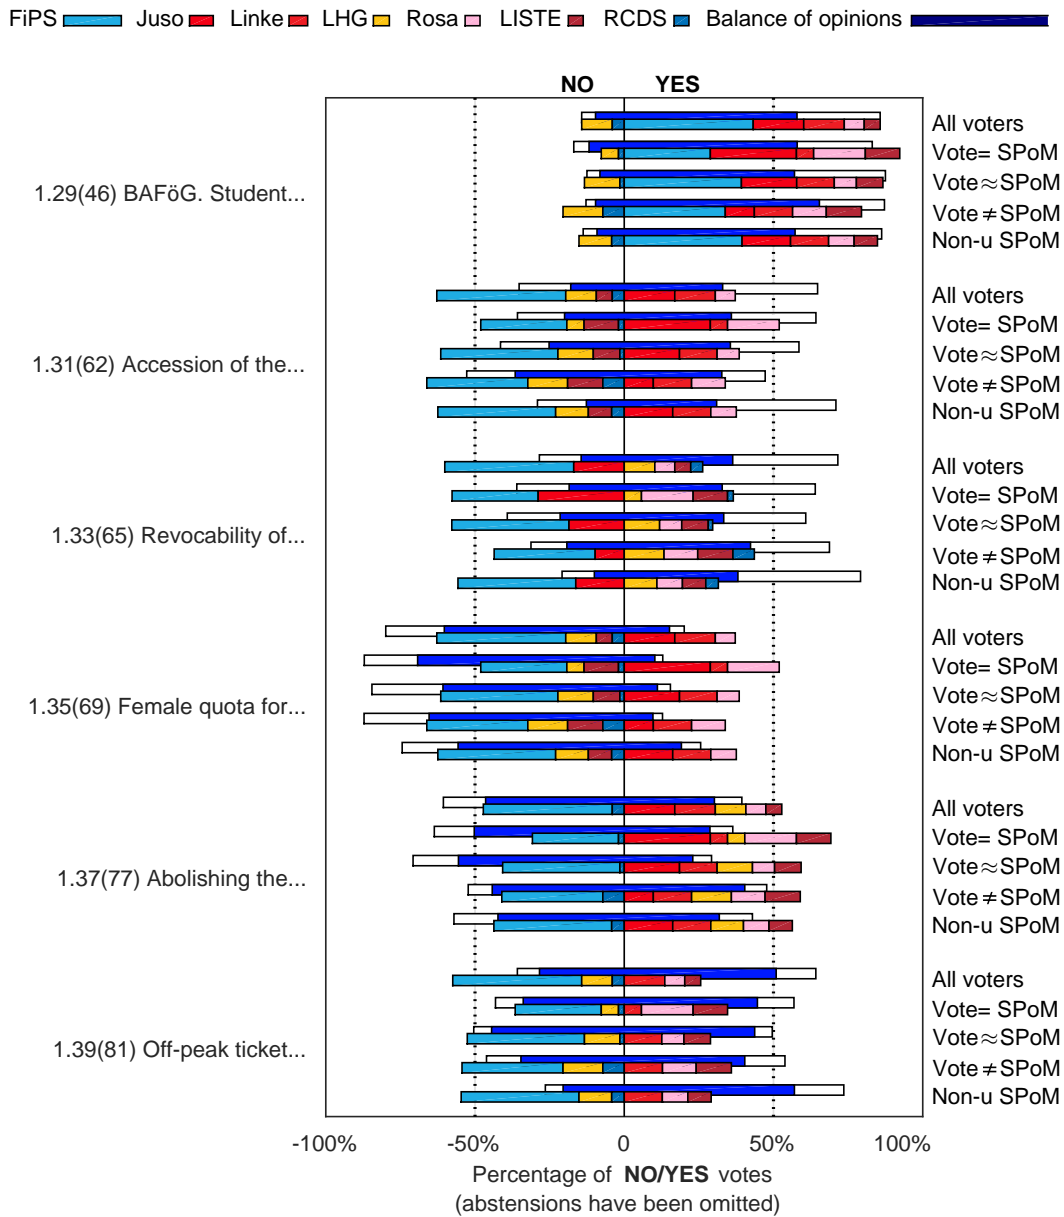 FiPS Juso Linke LHG Rosa LISTE RCDS Balance of opinions
NO YES
1.29(46) BAFöG. Student...
All voters
Vote= SPoM
Vote≈SPoM
Vote≠SPoM
Non-u SPoM
1.31(62) Accession of the...
All voters
Vote= SPoM
Vote≈SPoM
Vote≠SPoM
Non-u SPoM
1.33(65) Revocability of...
All voters
Vote= SPoM
Vote≈SPoM
Vote≠SPoM
Non-u SPoM
1.35(69) Female quota for...
All voters
Vote= SPoM
Vote≈SPoM
Vote≠SPoM
Non-u SPoM
1.37(77) Abolishing the...
All voters
Vote= SPoM
Vote≈SPoM
Vote≠SPoM
Non-u SPoM
1.39(81) Off-peak ticket...
All voters
Vote= SPoM
Vote≈SPoM
Vote≠SPoM
Non-u SPoM
-100% -50% 0 50% 100%
Percentage of NO/YES votes
(abstensions have been omitted)